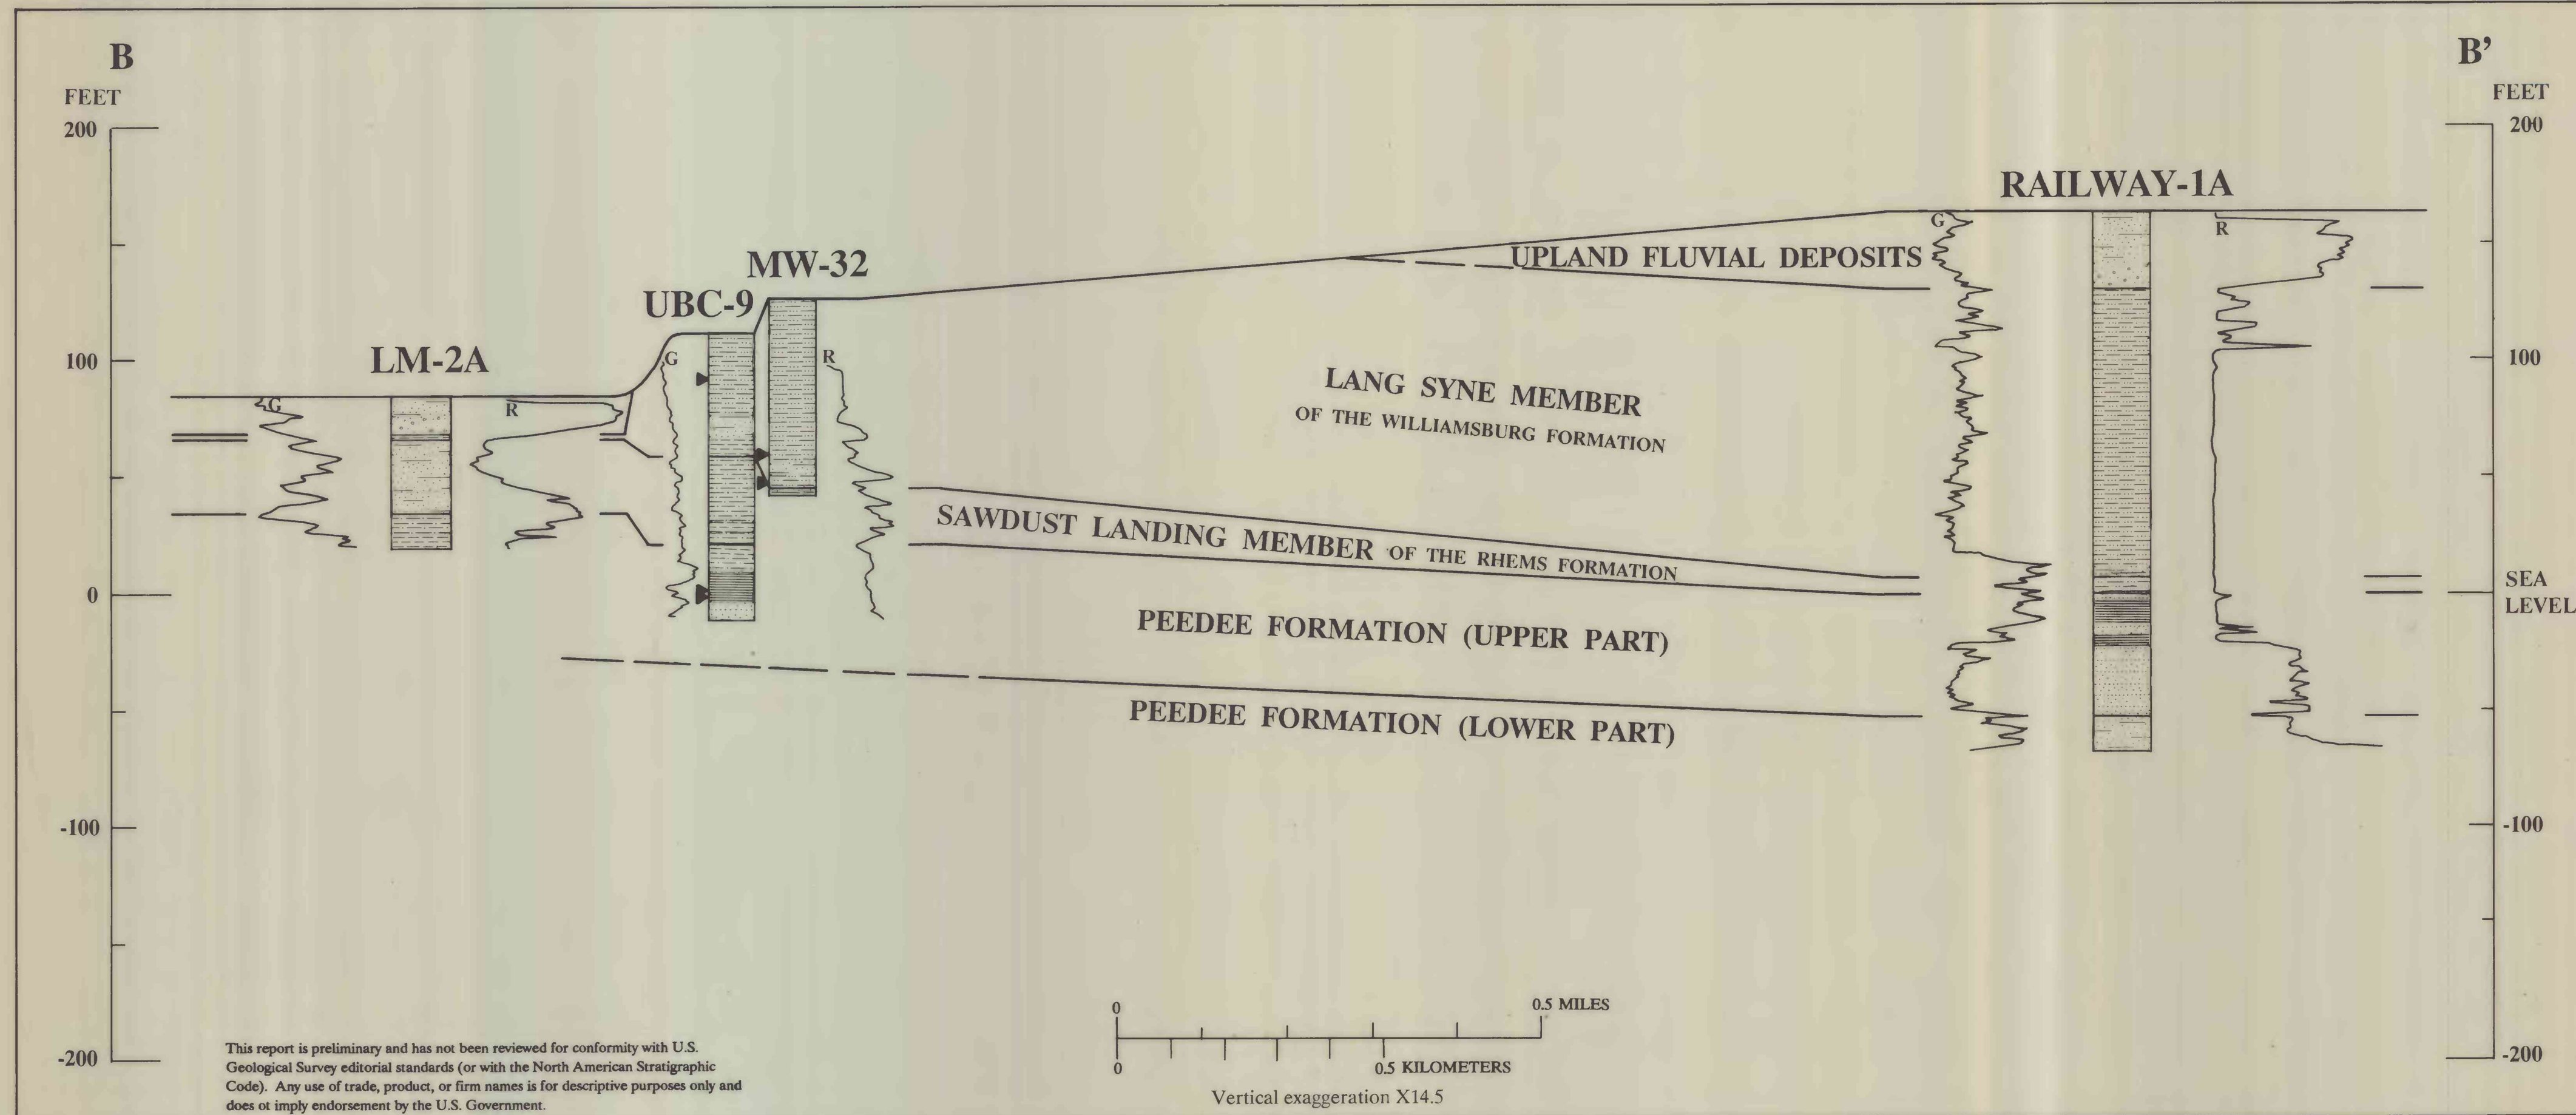 B
B’
FEET
FEET
200
200
RAILWAY-1A
G
R
UPLAND FLUVIAL DEPOSITS
MW-32
UBC-9
LM-2A
G
R
100
100
G
R
LANG SYNE MEMBER
OF THE WILLIAMSBURG FORMATION
SAWDUST LANDING MEMBER OF THE RHEMS FORMATION
0
SEA
LEVEL
PEEDEE FORMATION (UPPER PART)
PEEDEE FORMATION (LOWER PART)
-100
-100
0
0.5 MILES
0
0.5 KILOMETERS
Vertical exaggeration X14.5
-200
-200
This report is preliminary and has not been reviewed for conformity with U.S.
Geological Survey editorial standards (or with the North American Stratigraphic
Code). Any use of trade, product, or firm names is for descriptive purposes only and
does ot imply endorsement by the U.S. Government.